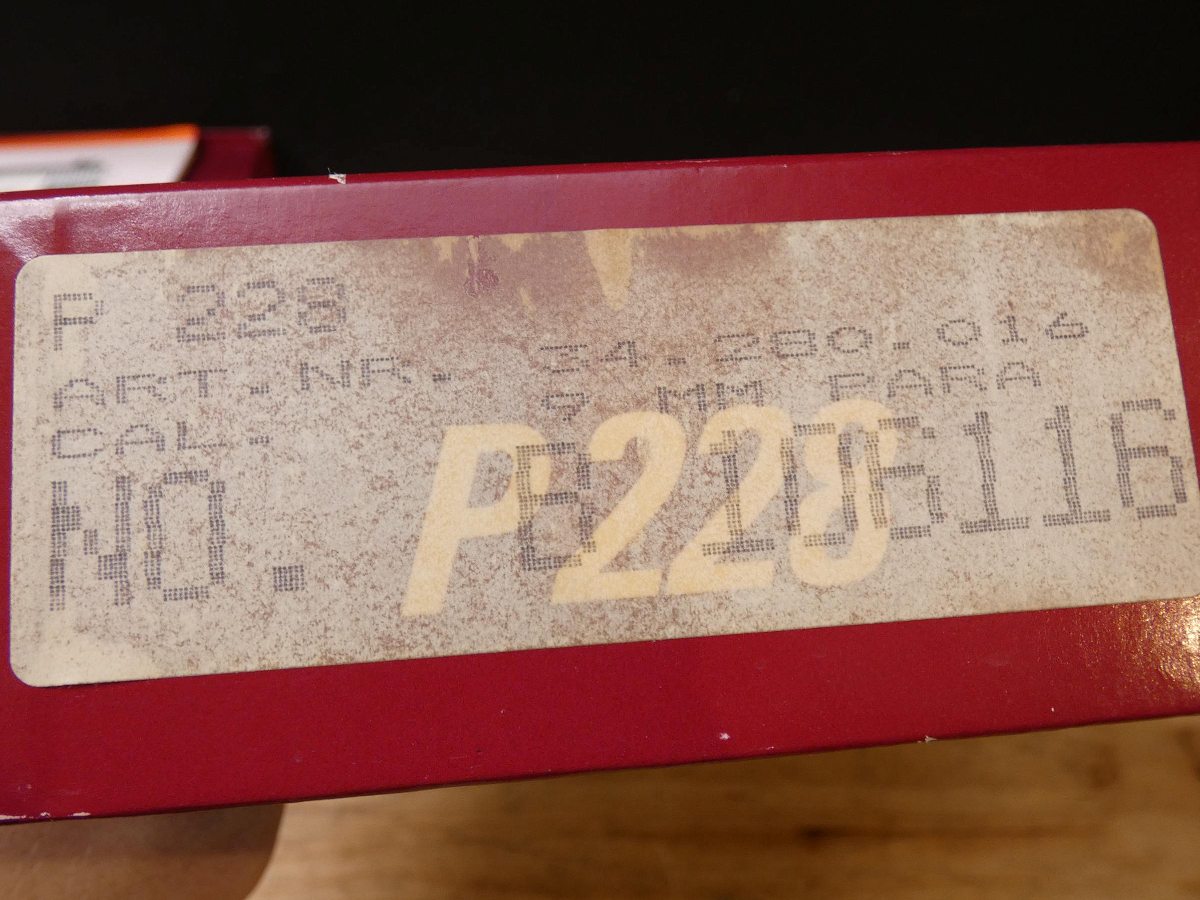 P 228
ART.NR. 34.280.016
CAL. 9 MM PARA
NO. B
P228